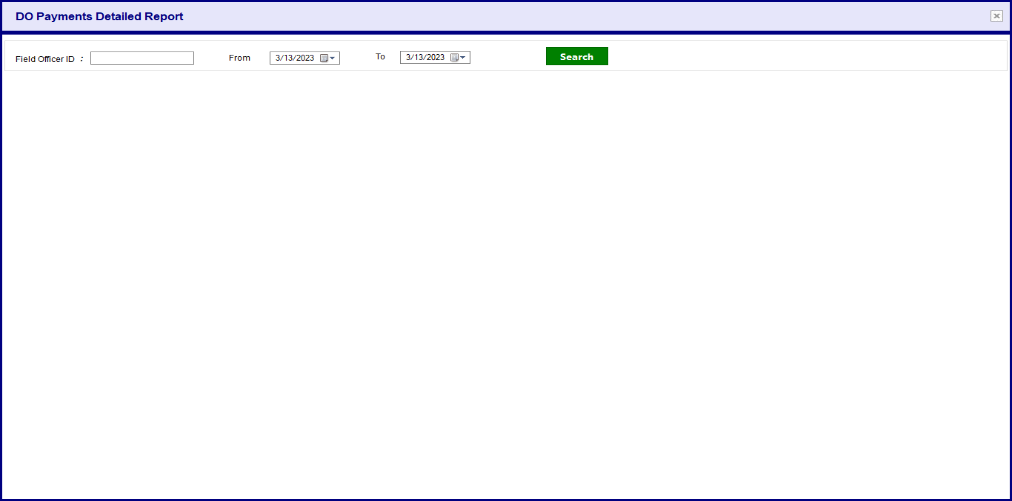 DO Payments Detailed Report
Field Officer ID : From 3/13/2023 To 3/13/2023 Search